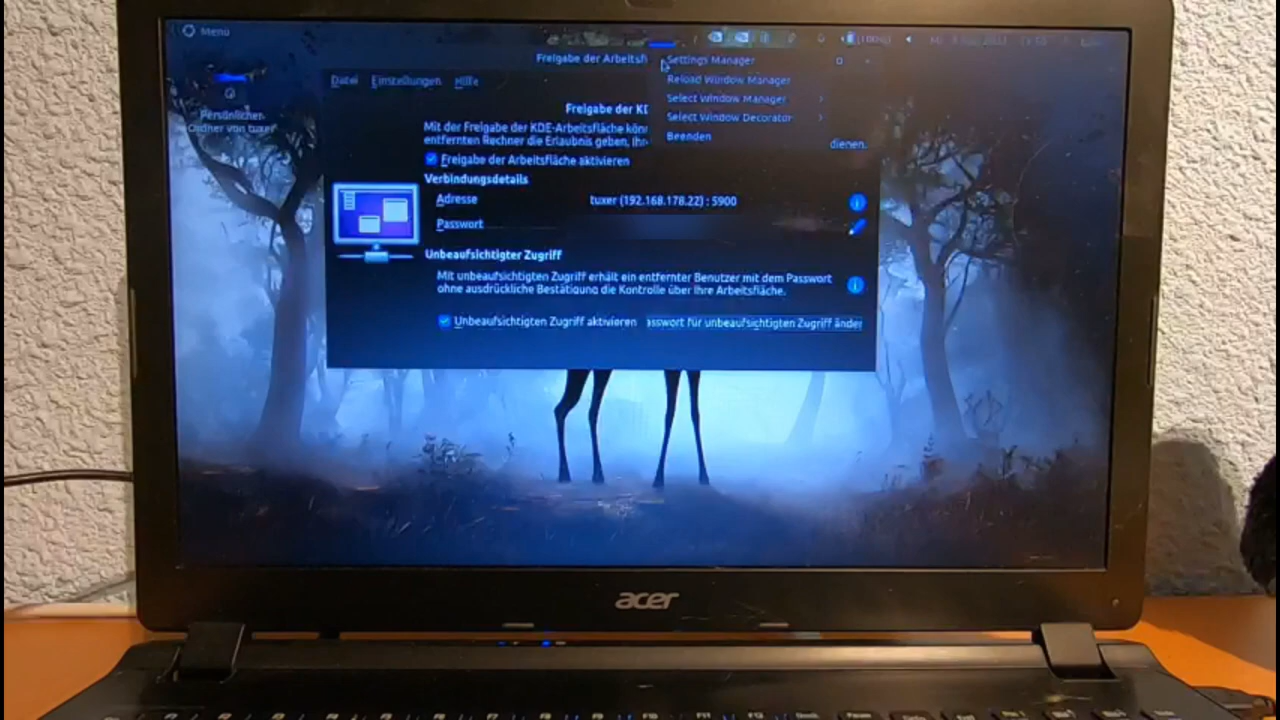 Menü
100%
Freigabe der Arbeitsfl
Settings Manager
Datei Einstellungen Hilfe
Reload Window Manager
Select Window Manager
Select Window Decorator
Beenden
Persönlicher
Ordner von tuxer
Freigabe der KD
Mit der Freigabe der KDE-Arbeitsfläche könn
entfernten Rechner die Erlaubnis geben, Ihre
dienen.
Freigabe der Arbeitsfläche aktivieren
Verbindungsdetails
Adresse tuxer (192.168.178.22) : 5900
Passwort
Unbeaufsichtigter Zugriff
Mit unbeaufsichtigten Zugriff erhält ein entfernter Benutzer mit dem Passwort
ohne ausdrückliche Bestätigung die Kontrolle über Ihre Arbeitsfläche.
Unbeaufsichtigten Zugriff aktivieren asswort für unbeaufsichtigten Zugriff änder
acer